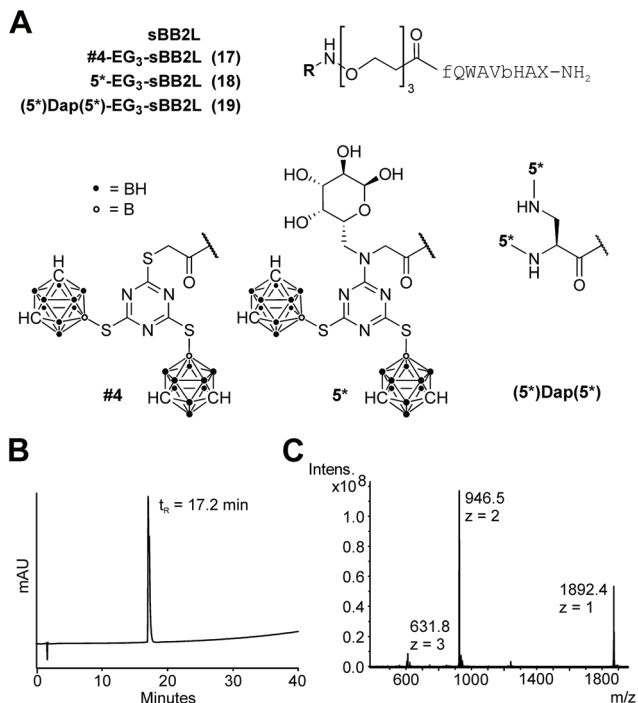 A
sBB2L
#4-EG3-sBB2L (17)
5*-EG3-sBB2L (18)
(5*)Dap(5*)-EG3-sBB2L (19)
R
H
N
O
3
O
fQWAVbHAX-NH2
• = BH
o = B
S
O
N
N
N
S
S
H
C
HC
HC
CH
#4
OH
HO
OH
HO
O
N
O
N
N
N
S
S
H
C
HC
HC
CH
5*
5*
HN
5*
N
H
O
(5*)Dap(5*)
B
mAU
tR = 17.2 min
0
10
20
30
40
Minutes
C
Intens.
x10^8
1.0
0.8
0.6
0.4
0.2
0.0
946.5
z = 2
631.8
z = 3
1892.4
z = 1
600
1000
1400
1800
m/z